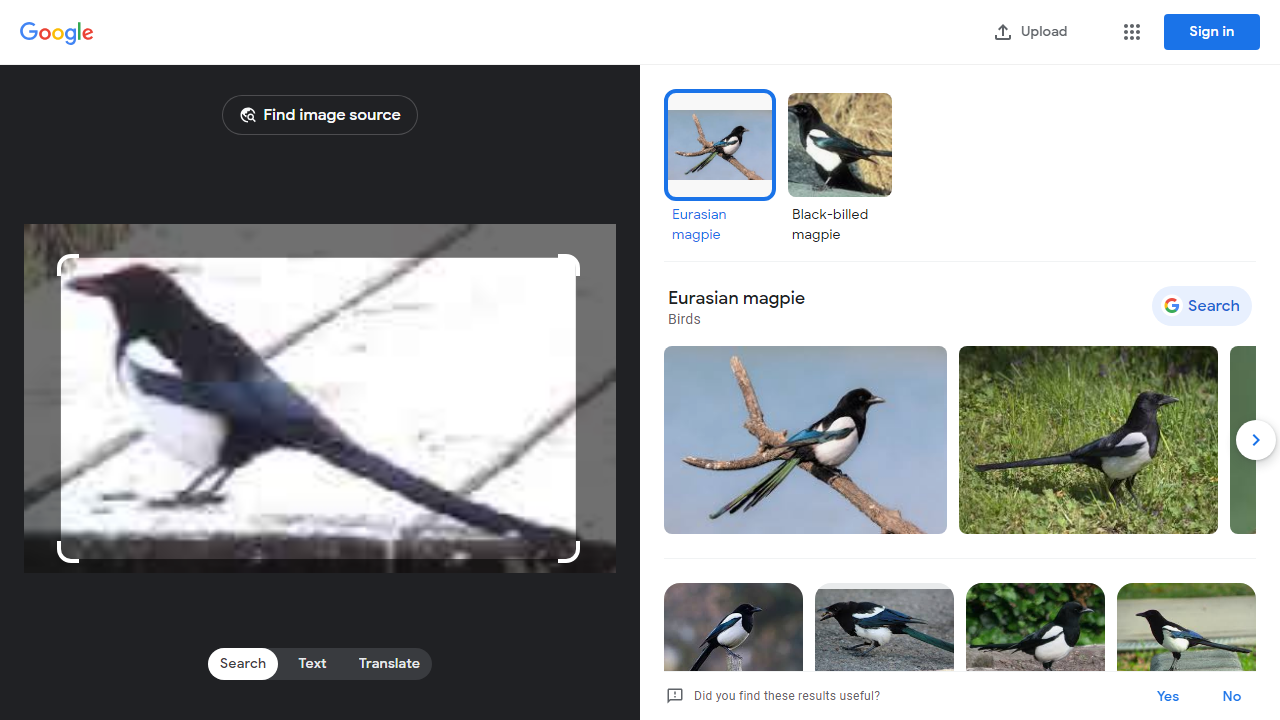 Google
Upload
Sign in
Find image source
Eurasian
magpie
Black-billed
magpie
Eurasian magpie
Birds
Search
Search
Text
Translate
Did you find these results useful?
Yes
No